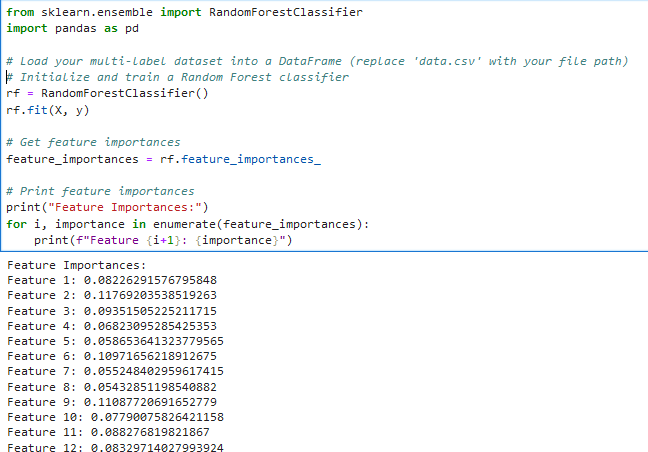 from sklearn.ensemble import RandomForestClassifier
import pandas as pd
# Load your multi-label dataset into a DataFrame (replace 'data.csv' with your file path)
# Initialize and train a Random Forest classifier
rf = RandomForestClassifier()
rf.fit(X, y)
# Get feature importances
feature_importances = rf.feature_importances_
# Print feature importances
print("Feature Importances:")
for i, importance in enumerate(feature_importances):
    print(f"Feature {i+1}: {importance}")
Feature Importances:
Feature 1: 0.08226291576795848
Feature 2: 0.11769203538519263
Feature 3: 0.09351505225211715
Feature 4: 0.06823095285425353
Feature 5: 0.058653641323779565
Feature 6: 0.10971656218912675
Feature 7: 0.055248402959617415
Feature 8: 0.05432851198540882
Feature 9: 0.11087720691652779
Feature 10: 0.07790075826421158
Feature 11: 0.088276819821867
Feature 12: 0.08329714027993924